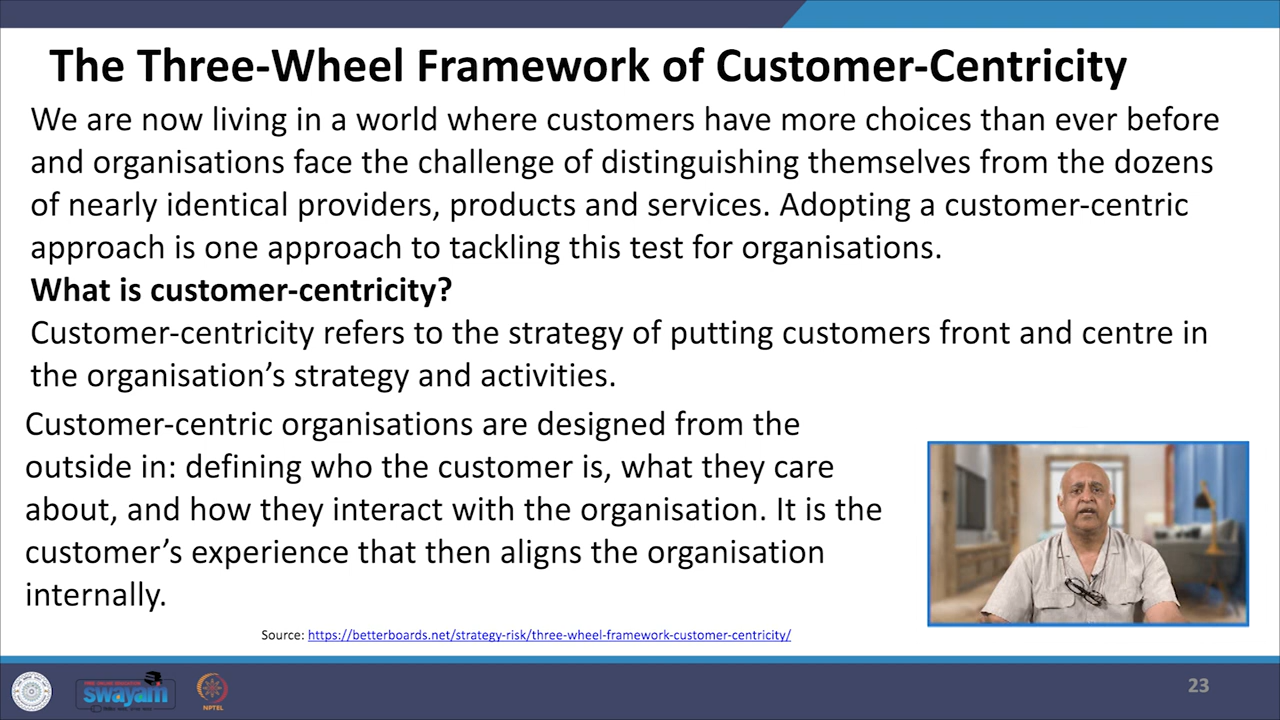 The Three-Wheel Framework of Customer-Centricity
We are now living in a world where customers have more choices than ever before
and organisations face the challenge of distinguishing themselves from the dozens
of nearly identical providers, products and services. Adopting a customer-centric
approach is one approach to tackling this test for organisations.
What is customer-centricity?
Customer-centricity refers to the strategy of putting customers front and centre in
the organisation’s strategy and activities.
Customer-centric organisations are designed from the
outside in: defining who the customer is, what they care
about, and how they interact with the organisation. It is the
customer’s experience that then aligns the organisation
internally.
Source: https://betterboards.net/strategy-risk/three-wheel-framework-customer-centricity/
swayam
NPTEL
23